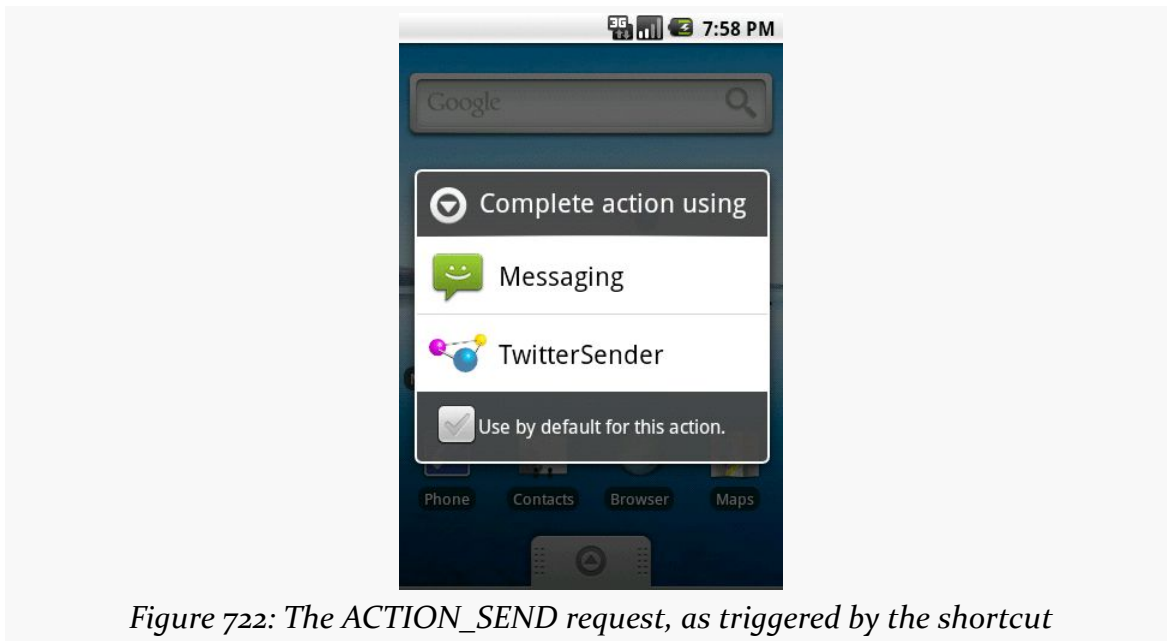 3G 7:58 PM
Google
Complete action using
Messaging
TwitterSender
Use by default for this action.
Phone Contacts Browser Maps
Figure 722: The ACTION_SEND request, as triggered by the shortcut